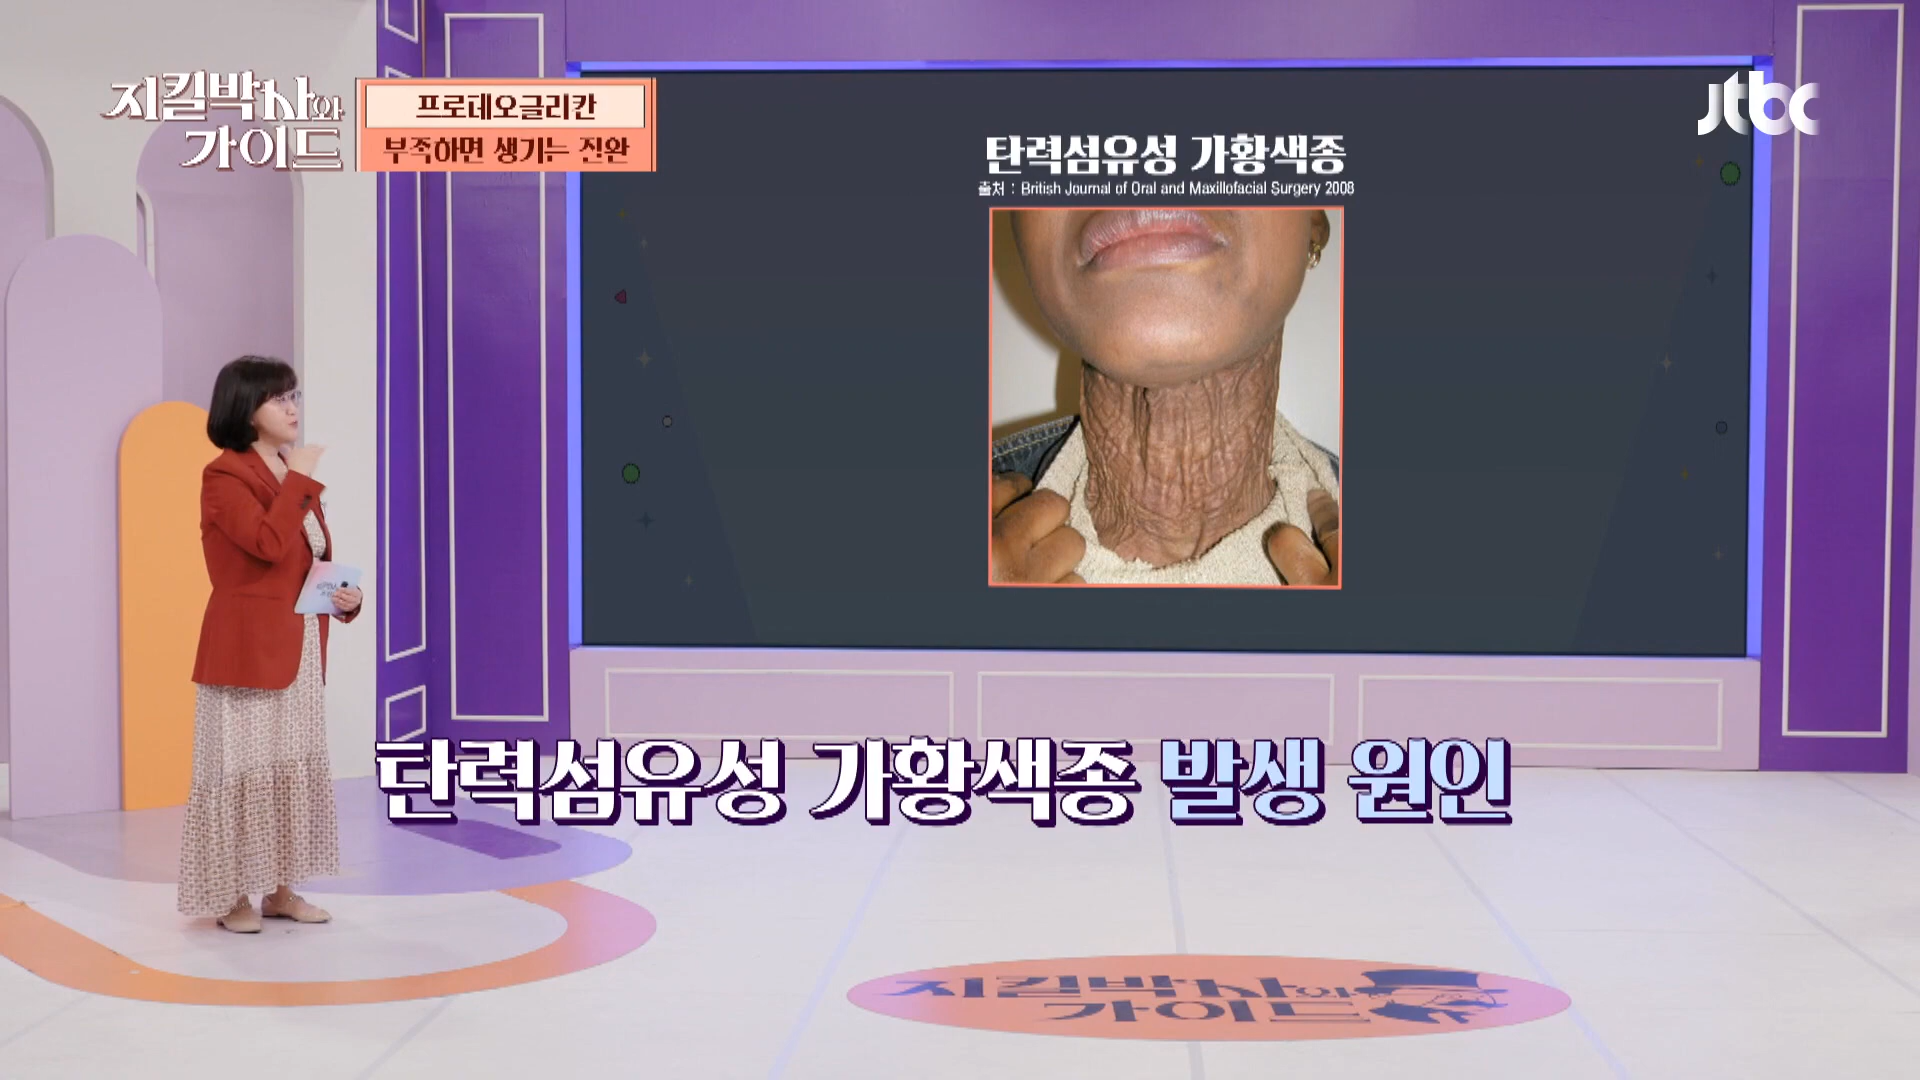 지킬박사와
가이드
프로테오글리칸
부족하면 생기는 질환
jtbc
탄력섬유성 가황색종
출처 : British Journal of Oral and Maxillofacial Surgery 2008
탄력섬유성 가황색종 발생 원인
지킬박사와
가이드